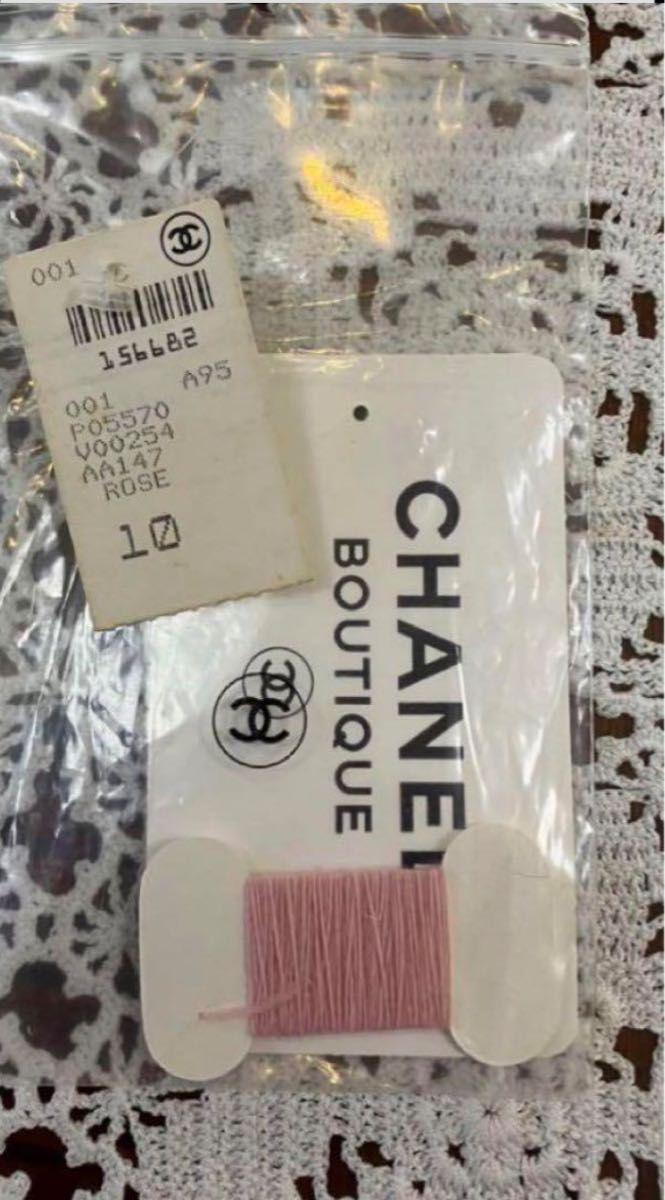 001
156682
A95
001
P05570
V00254
AA147
ROSE
10
CHANEL
BOUTIQUE